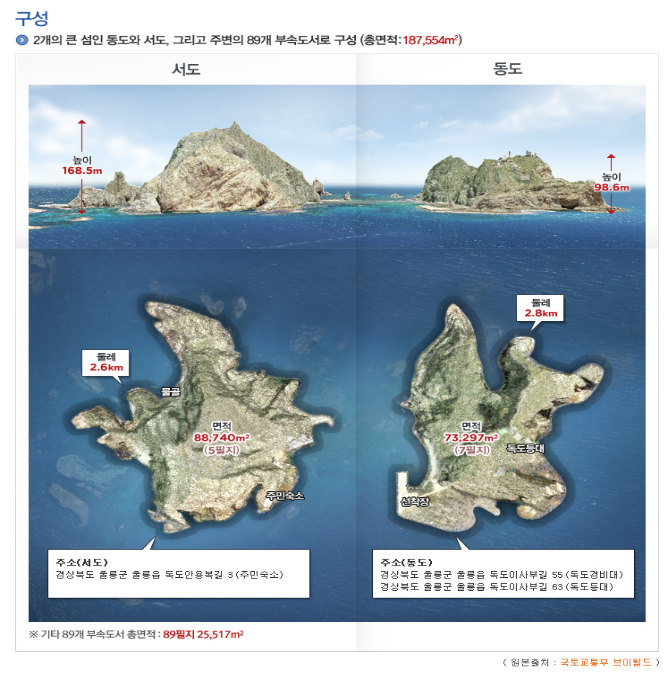 구성
2개의 큰 섬인 동도와 서도, 그리고 주변의 89개 부속도서로 구성 (총면적:187,554m²)
서도
동도
높이
168.5m
높이
98.6m
둘레
2.8km
둘레
2.6km
물골
면적
88,740m²
(5필지)
면적
73,297m²
(7필지)
독도등대
주민숙소
선착장
주소(서도)
경상북도 울릉군 울릉읍 독도안용복길 3 (주민숙소)
주소(동도)
경상북도 울릉군 울릉읍 독도이사부길 55 (독도경비대)
경상북도 울릉군 울릉읍 독도이사부길 63 (독도등대)
※ 기타 89개 부속도서 총면적 : 89필지 25,517m²
( 원본출처 : 국토교통부 브이월드 )